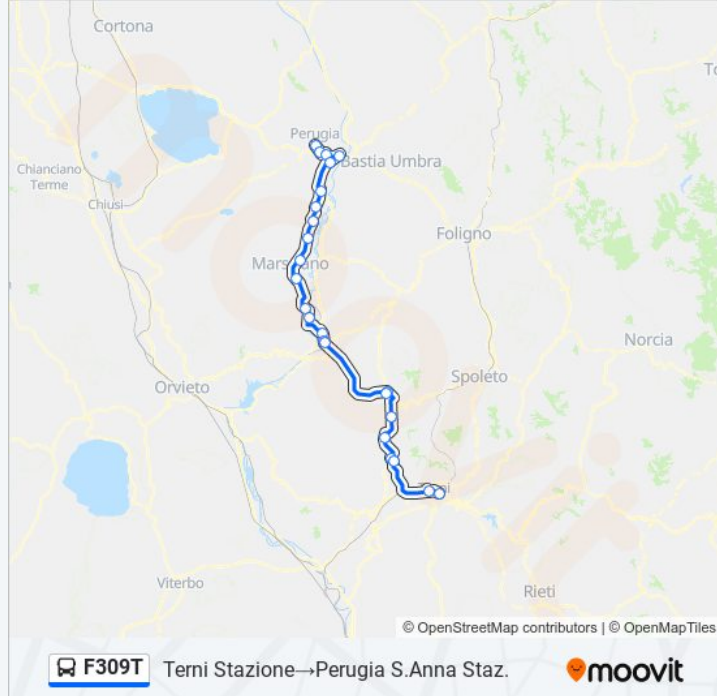 Cortona
To
Perugia
Bastia Umbra
Chianciano
Terme
Chiusi
Foligno
Norcia
Orvieto
Spoleto
Viterbo
Rieti
© OpenStreetMap contributors | © OpenMapTiles
F309T
Terni Stazione→Perugia S.Anna Staz.
moovit